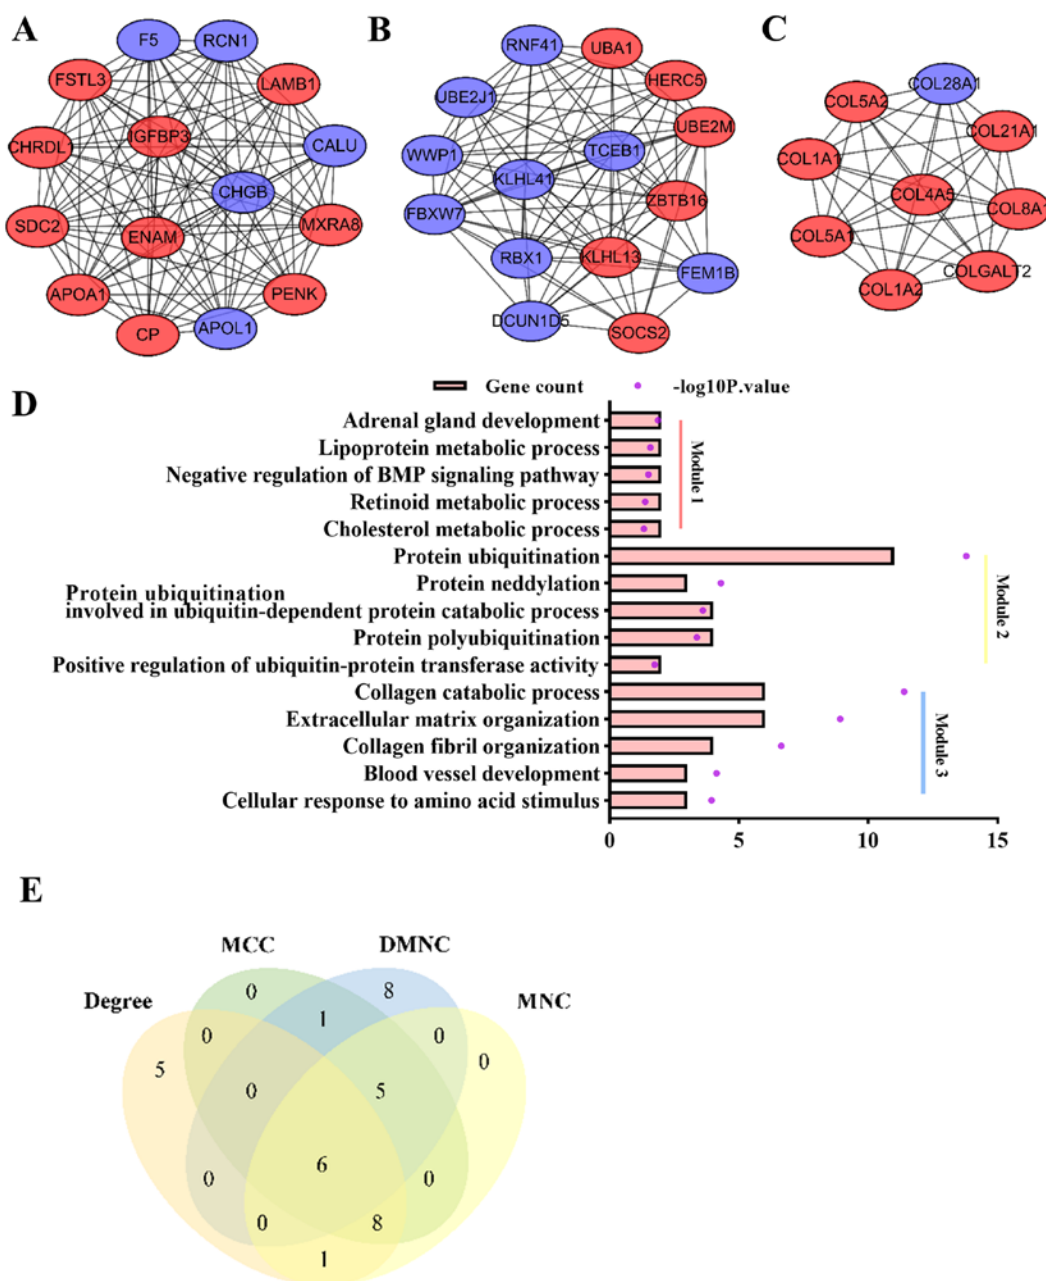 A
F5
RCN1
FSTL3
LAMB1
IGFBP3
CHRDL1
CALU
CHGB
SDC2
ENAM
MXRA8
APOA1
PENK
CP
APOL1
B
RNF41
UBA1
HERC5
UBE2J1
UBE2M
WWP1
TCEB1
KLHL41
ZBTB16
FBXW7
RBX1
KLHL13
FEM1B
DCUN1D5
SOCS2
C
COL28A1
COL5A2
COL21A1
COL1A1
COL4A5
COL8A1
COL5A1
COLGALT2
COL1A2
D
Gene count
-log10P.value
Adrenal gland development
Lipoprotein metabolic process
Negative regulation of BMP signaling pathway
Retinoid metabolic process
Cholesterol metabolic process
Protein ubiquitination
Protein neddylation
Protein ubiquitination
involved in ubiquitin-dependent protein catabolic process
Protein polyubiquitination
Positive regulation of ubiquitin-protein transferase activity
Collagen catabolic process
Extracellular matrix organization
Collagen fibril organization
Blood vessel development
Cellular response to amino acid stimulus
Module 1
Module 2
Module 3
0 5 10 15
E
MCC
DMNC
Degree
MNC
0
8
1
0
0
5
0
0
5
6
0
0
0
8
1